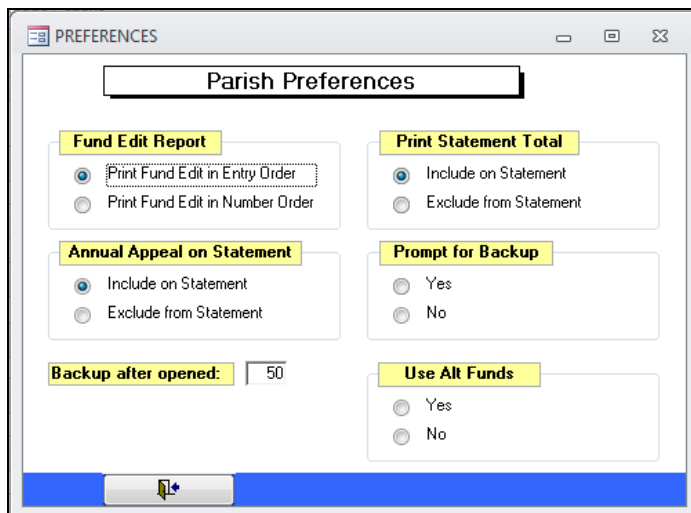 PREFERENCES
Parish Preferences
Fund Edit Report
Print Fund Edit in Entry Order
Print Fund Edit in Number Order
Print Statement Total
Include on Statement
Exclude from Statement
Annual Appeal on Statement
Include on Statement
Exclude from Statement
Prompt for Backup
Yes
No
Backup after opened: 50
Use Alt Funds
Yes
No